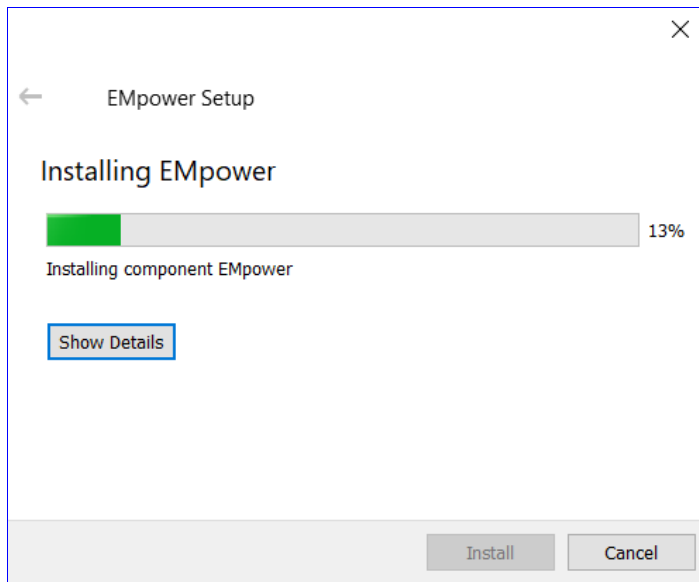 EMpower Setup
Installing EMpower
13%
Installing component EMpower
Show Details
Install
Cancel